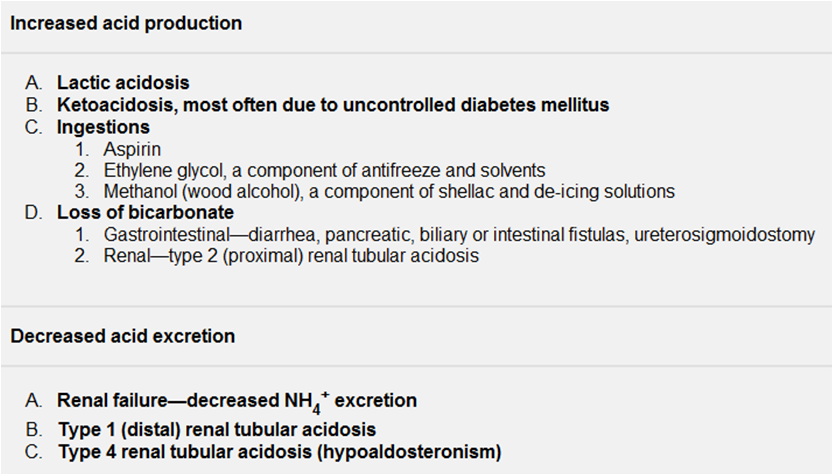 Increased acid production
A. Lactic acidosis
B. Ketoacidosis, most often due to uncontrolled diabetes mellitus
C. Ingestions
1. Aspirin
2. Ethylene glycol, a component of antifreeze and solvents
3. Methanol (wood alcohol), a component of shellac and de-icing solutions
D. Loss of bicarbonate
1. Gastrointestinal—diarrhea, pancreatic, biliary or intestinal fistulas, ureterosigmoidostomy
2. Renal—type 2 (proximal) renal tubular acidosis
Decreased acid excretion
A. Renal failure—decreased NH₄⁺ excretion
B. Type 1 (distal) renal tubular acidosis
C. Type 4 renal tubular acidosis (hypoaldosteronism)